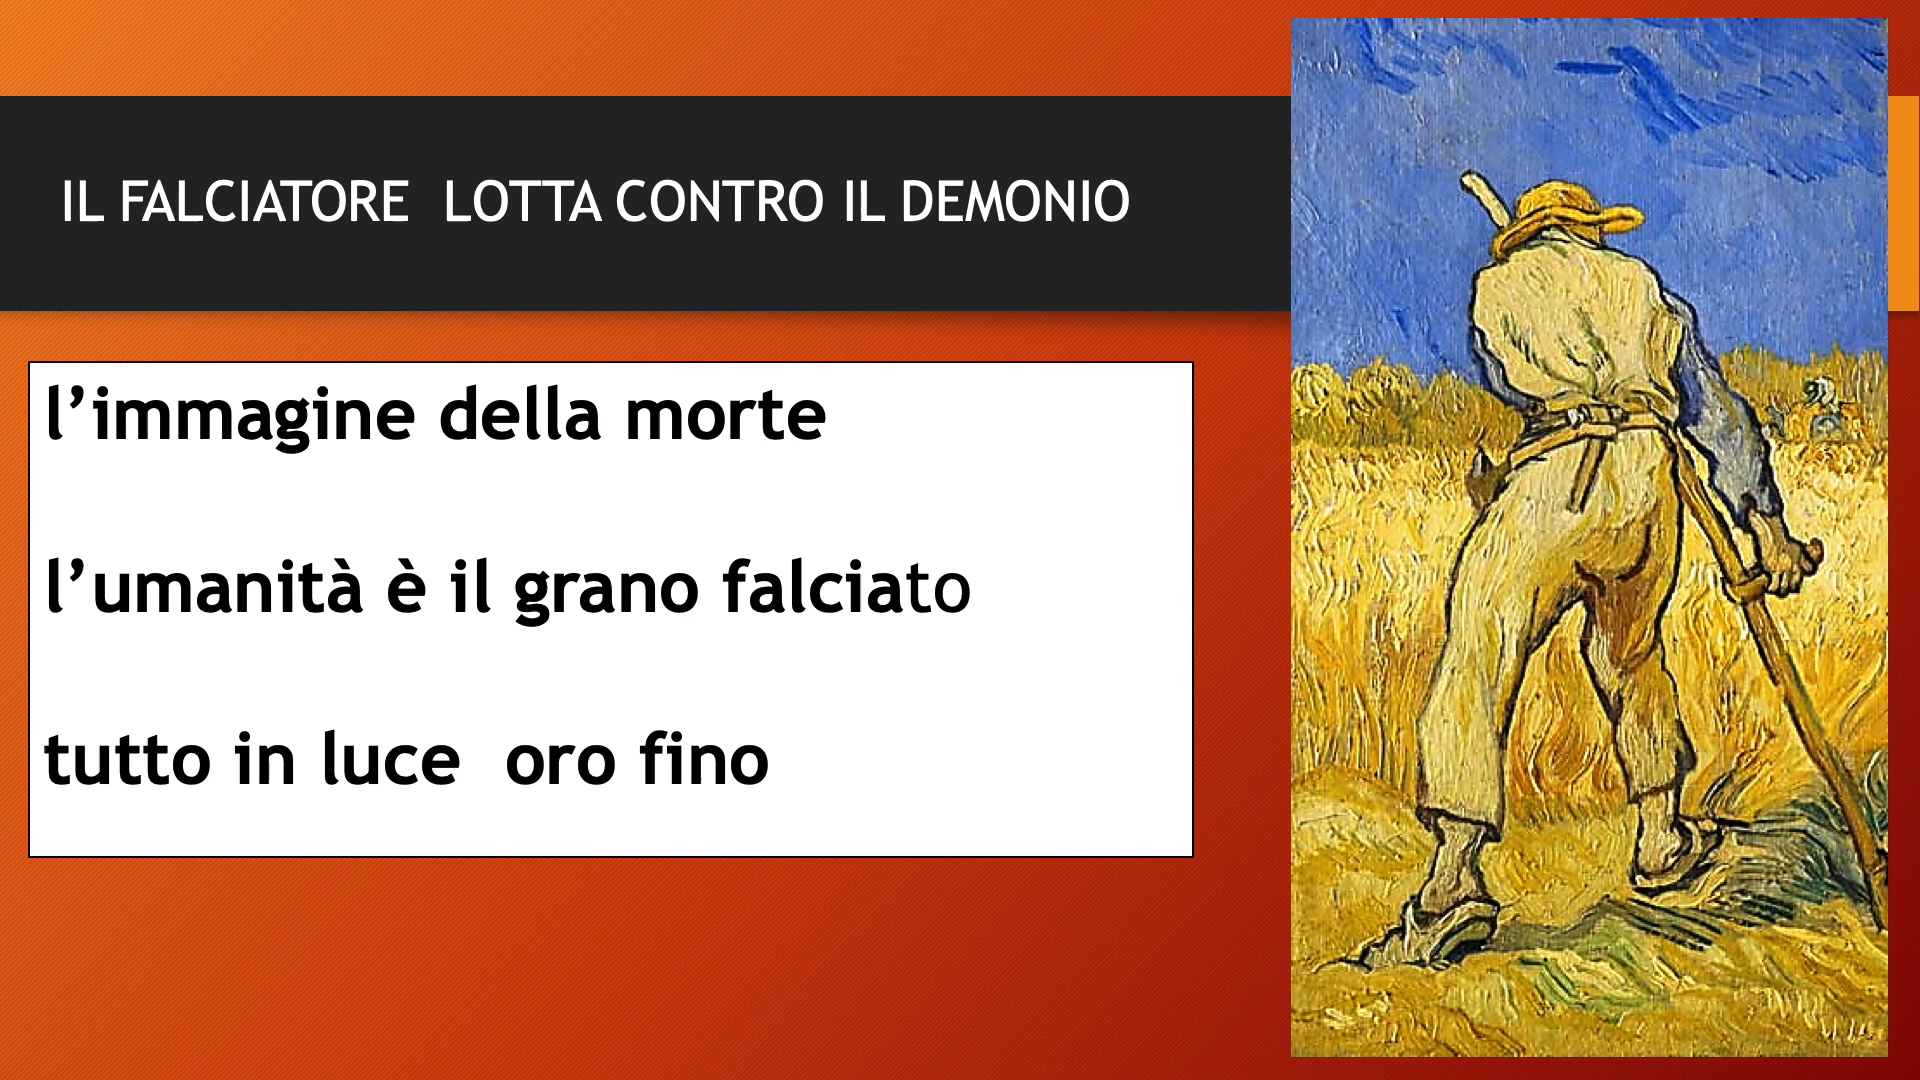 IL FALCIATORE  LOTTA CONTRO IL DEMONIO
l’immagine della morte
l’umanità è il grano falciato
tutto in luce  oro fino